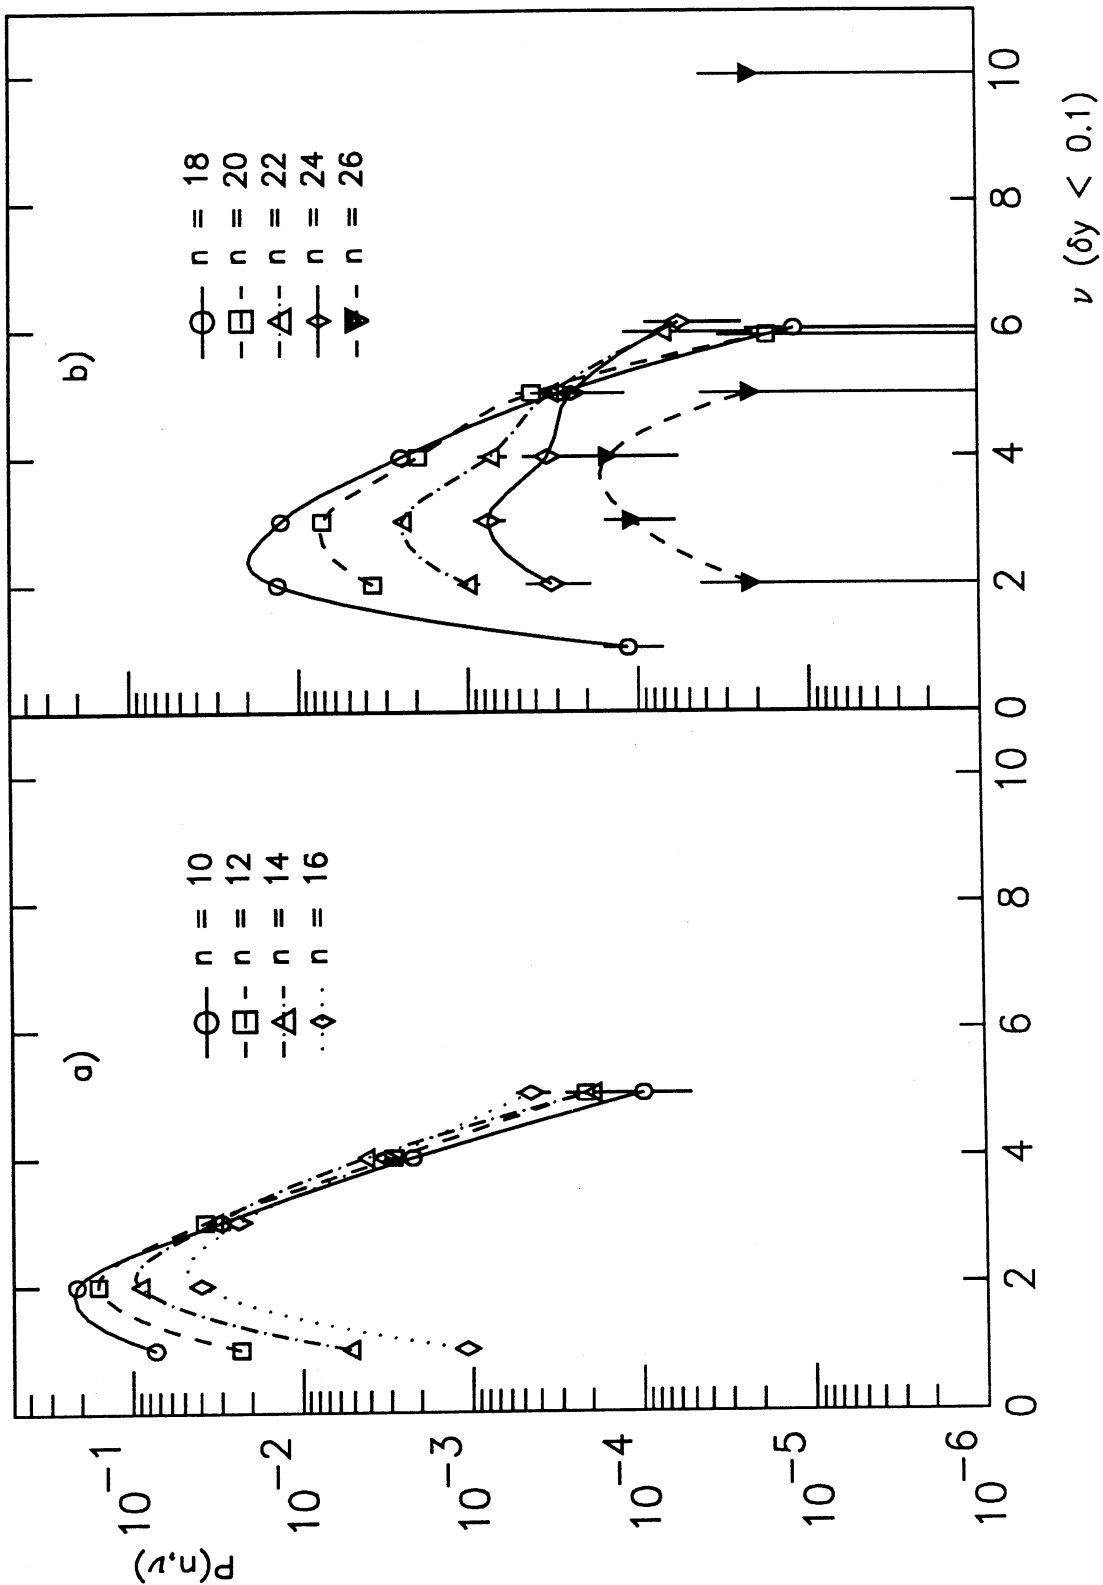 P(n,ν)
10⁻¹
10⁻²
10⁻³
10⁻⁴
10⁻⁵
10⁻⁶
a)
n = 10
n = 12
n = 14
n = 16
0 2 4 6 8 10
b)
n = 18
n = 20
n = 22
n = 24
n = 26
0 2 4 6 8 10
ν (δy < 0.1)